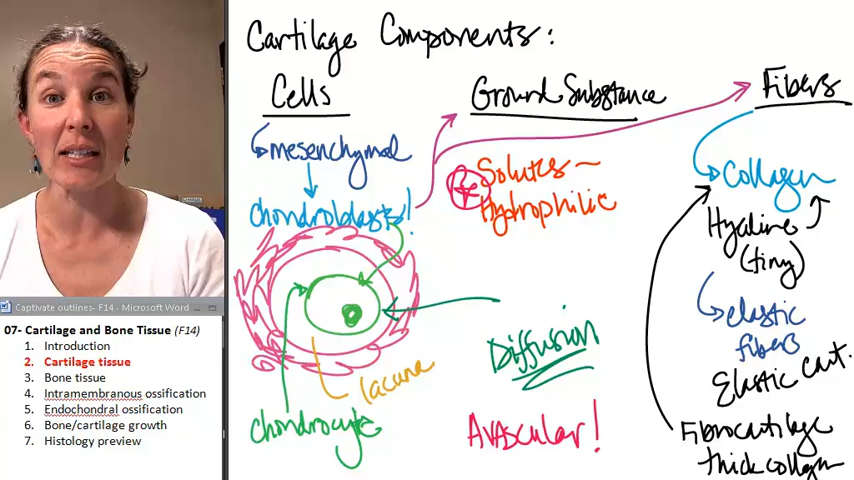 Cartilage Components:
Cells
Ground Substance
Fibers
mesenchymal
chondroblasts!
lacuna
chondrocyte
Solutes ~
Hydrophilic
+
Diffusion
Avascular!
collagen
Hyaline
(tiny)
elastic
fibers
Elastic Cart.
Fibrocartilage
thick collagen
Captivate outlines- F14 - Microsoft Word
07- Cartilage and Bone Tissue (F14)
1. Introduction
2. Cartilage tissue
3. Bone tissue
4. Intramembranous ossification
5. Endochondral ossification
6. Bone/cartilage growth
7. Histology preview